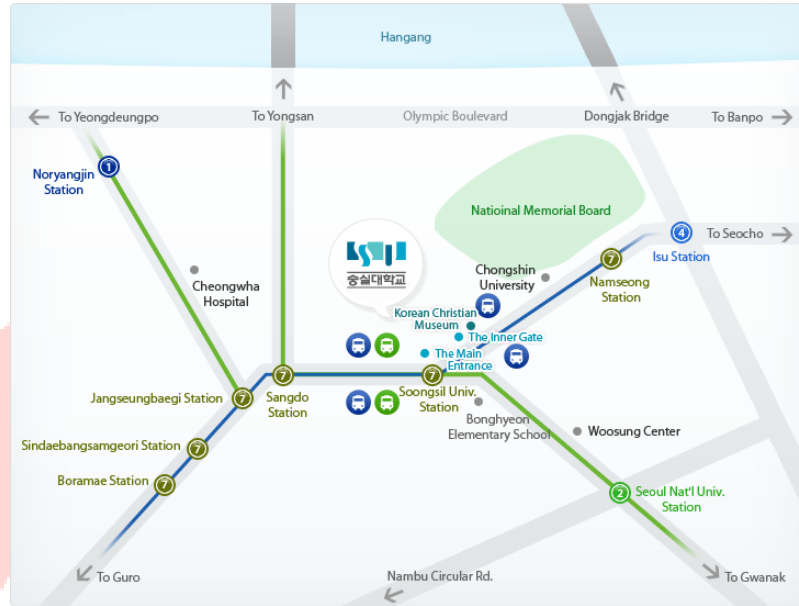 Hangang
To Yeongdeungpo
To Yongsan
Olympic Boulevard
Dongjak Bridge
To Banpo
1
Noryangjin
Station
Natioinal Memorial Board
4
To Seocho
Isu Station
숭실대학교
Cheongwha
Hospital
Chongshin
University
7
Namseong
Station
Korean Christian
Museum
The Inner Gate
The Main
Entrance
7
Sangdo
Station
7
Soongsil Univ.
Station
Jangseungbaegi Station
7
Bonghyeon
Elementary School
Woosung Center
Sindaebangsamgeori Station
7
Boramae Station
7
2
Seoul Nat'l Univ.
Station
To Guro
Nambu Circular Rd.
To Gwanak